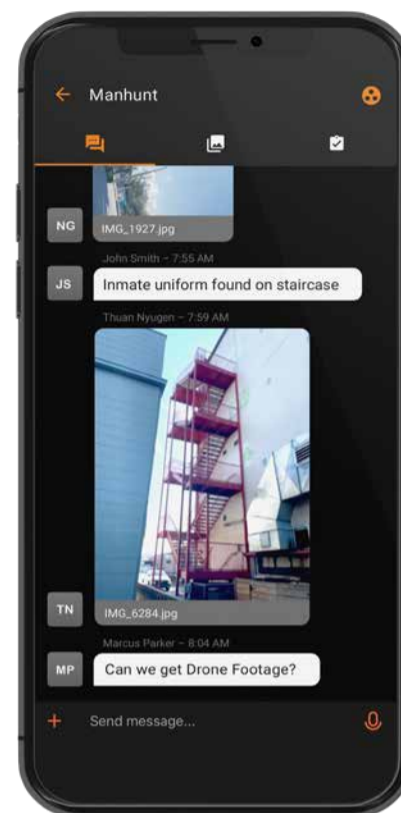 Manhunt
NG
IMG_1927.jpg
John Smith – 7:55 AM
JS
Inmate uniform found on staircase
Thuan Nyugen – 7:59 AM
TN
IMG_6284.jpg
Marcus Parker – 8:04 AM
MP
Can we get Drone Footage?
Send message...